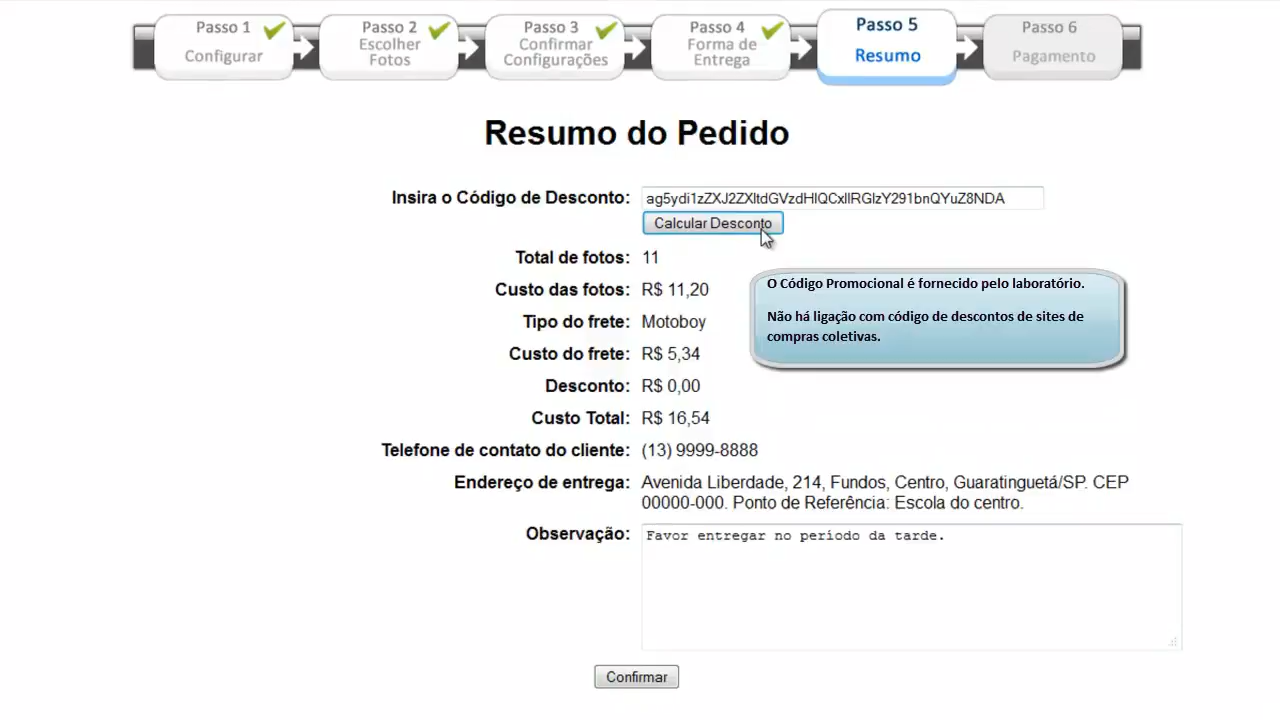 Passo 1
Configurar
Passo 2
Escolher
Fotos
Passo 3
Confirmar
Configurações
Passo 4
Forma de
Entrega
Passo 5
Resumo
Passo 6
Pagamento
Resumo do Pedido
Insira o Código de Desconto:
Calcular Desconto
Total de fotos: 11
Custo das fotos: R$ 11,20
O Código Promocional é fornecido pelo laboratório.
Não há ligação com código de descontos de sites de
compras coletivas.
Tipo do frete: Motoboy
Custo do frete: R$ 5,34
Desconto: R$ 0,00
Custo Total: R$ 16,54
Telefone de contato do cliente: (13) 9999-8888
Endereço de entrega: Avenida Liberdade, 214, Fundos, Centro, Guaratinguetá/SP. CEP
00000-000. Ponto de Referência: Escola do centro.
Observação: Favor entregar no período da tarde.
Confirmar